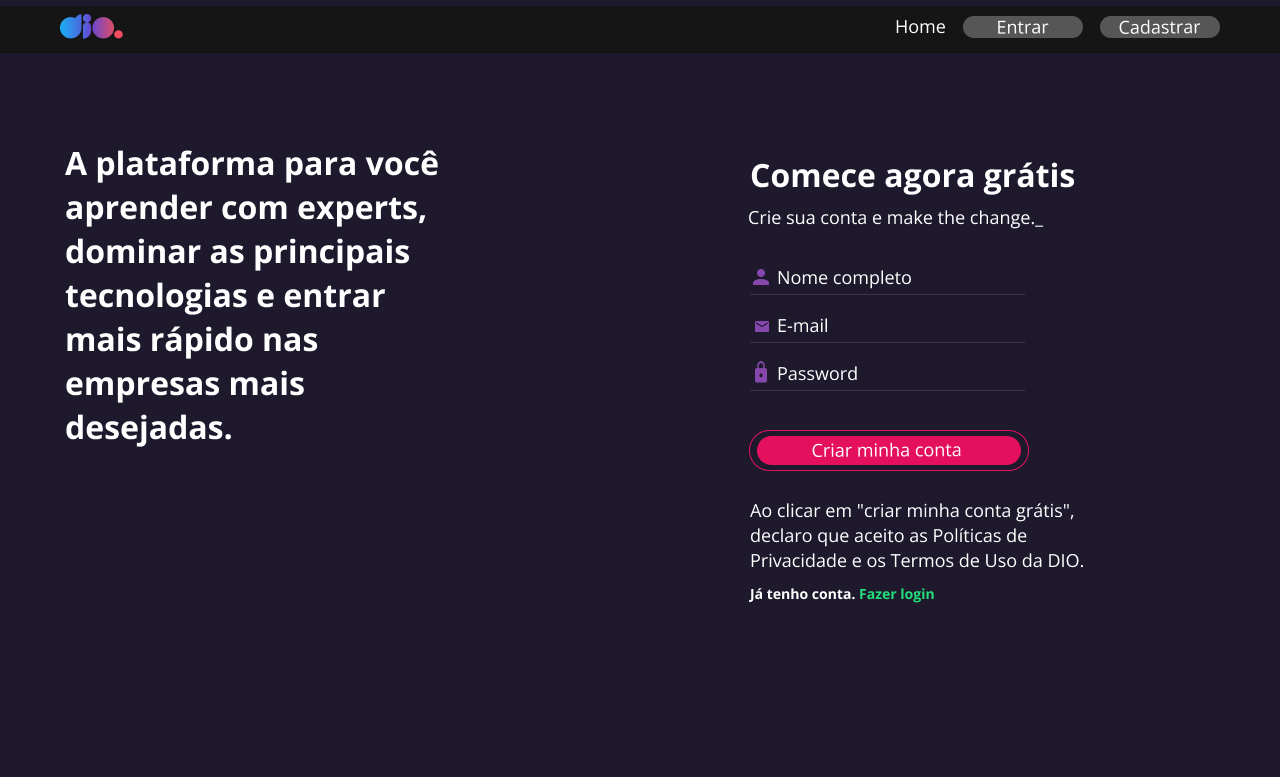 dio.
Home
Entrar
Cadastrar
A plataforma para você
aprender com experts,
dominar as principais
tecnologias e entrar
mais rápido nas
empresas mais
desejadas.
Comece agora grátis
Crie sua conta e make the change._
Nome completo
E-mail
Password
Criar minha conta
Ao clicar em "criar minha conta grátis",
declaro que aceito as Políticas de
Privacidade e os Termos de Uso da DIO.
Já tenho conta. Fazer login